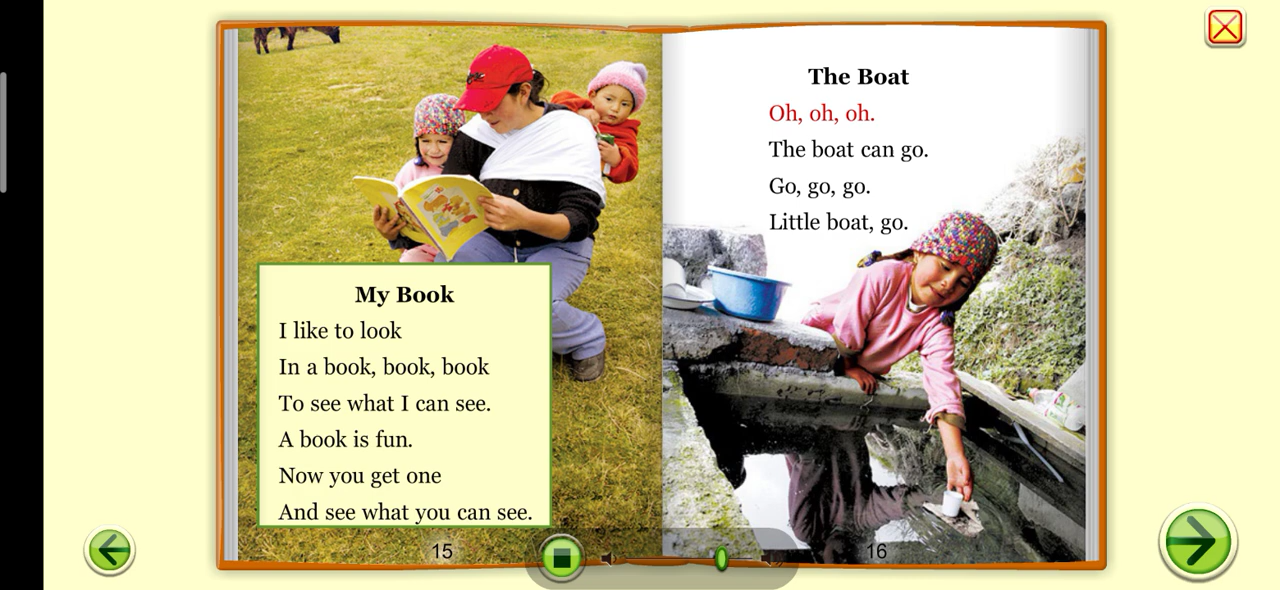 My Book
I like to look
In a book, book, book
To see what I can see.
A book is fun.
Now you get one
And see what you can see.
15
The Boat
Oh, oh, oh.
The boat can go.
Go, go, go.
Little boat, go.
16